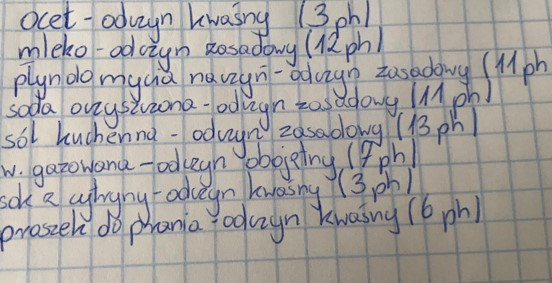 ocet - odczyn kwaśny (3 ph)
mleko - odczyn zasadowy (12 ph)
płyn do mycia naczyń - odczyn zasadowy (11 ph
soda oczyszczona - odczyn zasadowy (11 ph)
sól kuchenna - odczyn zasadowy (13 ph)
w. gazowana - odczyn obojętny (7 ph)
sok z cytryny - odczyn kwaśny (3 ph)
proszek do prania - odczyn kwaśny (6 ph)